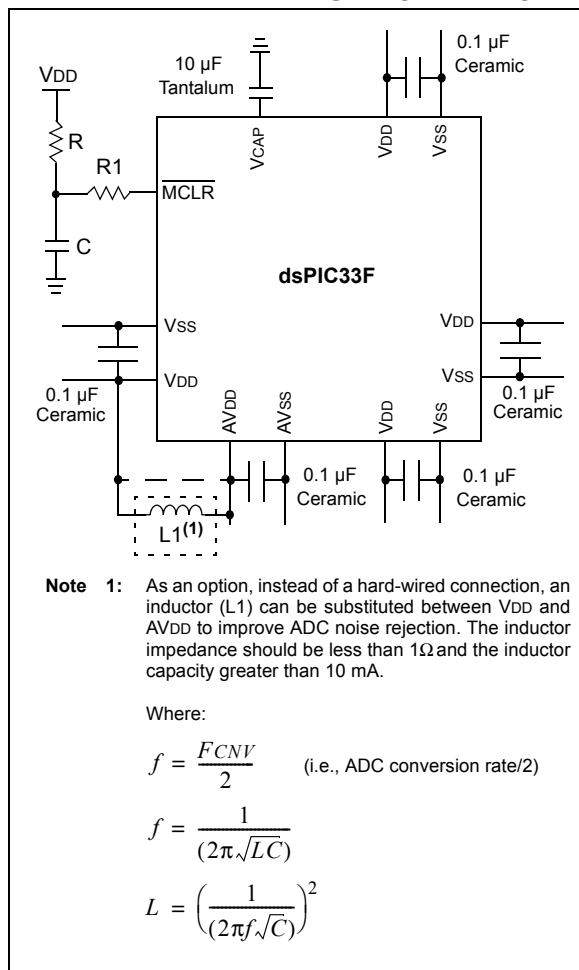 10 µF
Tantalum
0.1 µF
Ceramic
VDD
R
R1
C
VCAP
VDD
VSS
MCLR
dsPIC33F
VSS
VDD
VDD
VSS
0.1 µF
Ceramic
0.1 µF
Ceramic
AVDD
AVSS
VDD
VSS
0.1 µF
Ceramic
0.1 µF
Ceramic
L1(1)
Note 1: As an option, instead of a hard-wired connection, an
inductor (L1) can be substituted between VDD and
AVDD to improve ADC noise rejection. The inductor
impedance should be less than 1Ω and the inductor
capacity greater than 10 mA.
Where:
f = FCNV / 2 (i.e., ADC conversion rate/2)
f = 1 / (2π√LC)
L = (1 / (2πf√C))²